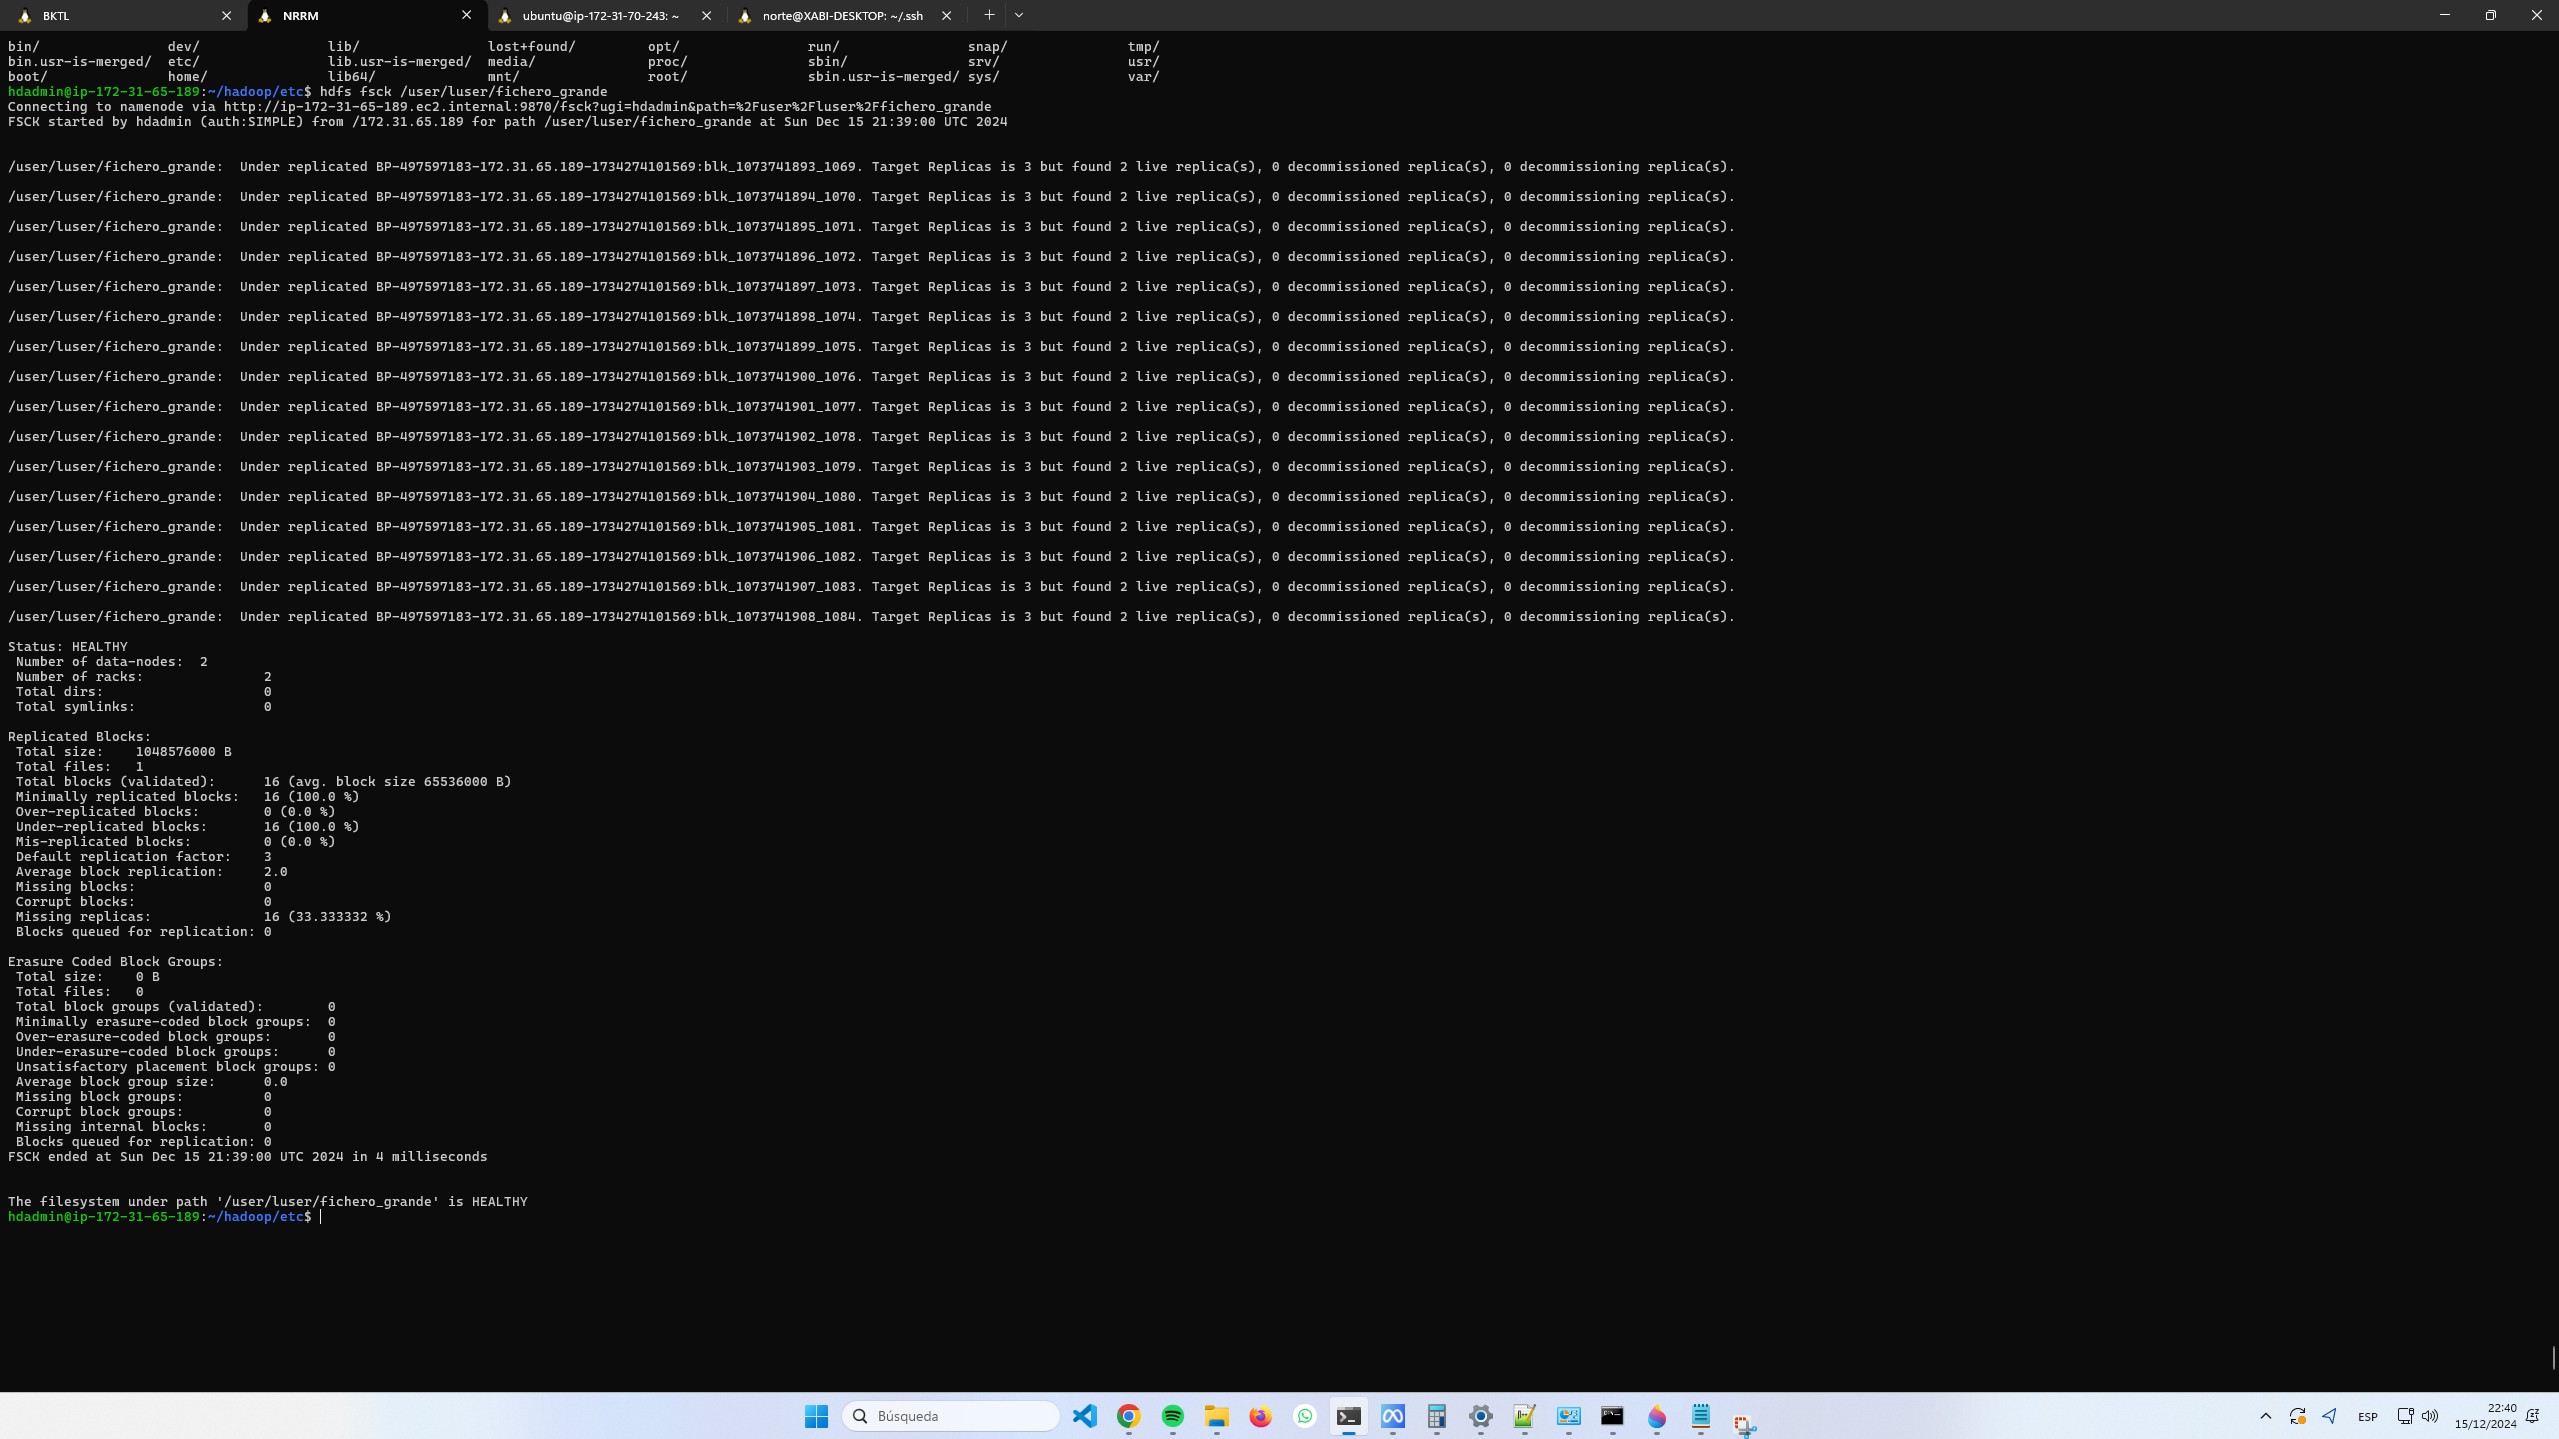 BKTL
NRRM
ubuntu@ip-172-31-70-243: ~
norte@XABI-DESKTOP: ~/.ssh
bin/ dev/ lib/ lost+found/ opt/ run/ snap/ tmp/
bin.usr-is-merged/ etc/ lib.usr-is-merged/ media/ proc/ sbin/ srv/ usr/
boot/ home/ lib64/ mnt/ root/ sbin.usr-is-merged/ sys/ var/
hdadmin@ip-172-31-65-189:~/hadoop/etc$ hdfs fsck /user/luser/fichero_grande
Connecting to namenode via http://ip-172-31-65-189.ec2.internal:9870/fsck?ugi=hdadmin&path=%2Fuser%2Fluser%2Ffichero_grande
FSCK started by hdadmin (auth:SIMPLE) from /172.31.65.189 for path /user/luser/fichero_grande at Sun Dec 15 21:39:00 UTC 2024
/user/luser/fichero_grande:  Under replicated BP-497597183-172.31.65.189-1734274101569:blk_1073741893_1069. Target Replicas is 3 but found 2 live replica(s), 0 decommissioned replica(s), 0 decommissioning replica(s).
/user/luser/fichero_grande:  Under replicated BP-497597183-172.31.65.189-1734274101569:blk_1073741894_1070. Target Replicas is 3 but found 2 live replica(s), 0 decommissioned replica(s), 0 decommissioning replica(s).
/user/luser/fichero_grande:  Under replicated BP-497597183-172.31.65.189-1734274101569:blk_1073741895_1071. Target Replicas is 3 but found 2 live replica(s), 0 decommissioned replica(s), 0 decommissioning replica(s).
/user/luser/fichero_grande:  Under replicated BP-497597183-172.31.65.189-1734274101569:blk_1073741896_1072. Target Replicas is 3 but found 2 live replica(s), 0 decommissioned replica(s), 0 decommissioning replica(s).
/user/luser/fichero_grande:  Under replicated BP-497597183-172.31.65.189-1734274101569:blk_1073741897_1073. Target Replicas is 3 but found 2 live replica(s), 0 decommissioned replica(s), 0 decommissioning replica(s).
/user/luser/fichero_grande:  Under replicated BP-497597183-172.31.65.189-1734274101569:blk_1073741898_1074. Target Replicas is 3 but found 2 live replica(s), 0 decommissioned replica(s), 0 decommissioning replica(s).
/user/luser/fichero_grande:  Under replicated BP-497597183-172.31.65.189-1734274101569:blk_1073741899_1075. Target Replicas is 3 but found 2 live replica(s), 0 decommissioned replica(s), 0 decommissioning replica(s).
/user/luser/fichero_grande:  Under replicated BP-497597183-172.31.65.189-1734274101569:blk_1073741900_1076. Target Replicas is 3 but found 2 live replica(s), 0 decommissioned replica(s), 0 decommissioning replica(s).
/user/luser/fichero_grande:  Under replicated BP-497597183-172.31.65.189-1734274101569:blk_1073741901_1077. Target Replicas is 3 but found 2 live replica(s), 0 decommissioned replica(s), 0 decommissioning replica(s).
/user/luser/fichero_grande:  Under replicated BP-497597183-172.31.65.189-1734274101569:blk_1073741902_1078. Target Replicas is 3 but found 2 live replica(s), 0 decommissioned replica(s), 0 decommissioning replica(s).
/user/luser/fichero_grande:  Under replicated BP-497597183-172.31.65.189-1734274101569:blk_1073741903_1079. Target Replicas is 3 but found 2 live replica(s), 0 decommissioned replica(s), 0 decommissioning replica(s).
/user/luser/fichero_grande:  Under replicated BP-497597183-172.31.65.189-1734274101569:blk_1073741904_1080. Target Replicas is 3 but found 2 live replica(s), 0 decommissioned replica(s), 0 decommissioning replica(s).
/user/luser/fichero_grande:  Under replicated BP-497597183-172.31.65.189-1734274101569:blk_1073741905_1081. Target Replicas is 3 but found 2 live replica(s), 0 decommissioned replica(s), 0 decommissioning replica(s).
/user/luser/fichero_grande:  Under replicated BP-497597183-172.31.65.189-1734274101569:blk_1073741906_1082. Target Replicas is 3 but found 2 live replica(s), 0 decommissioned replica(s), 0 decommissioning replica(s).
/user/luser/fichero_grande:  Under replicated BP-497597183-172.31.65.189-1734274101569:blk_1073741907_1083. Target Replicas is 3 but found 2 live replica(s), 0 decommissioned replica(s), 0 decommissioning replica(s).
/user/luser/fichero_grande:  Under replicated BP-497597183-172.31.65.189-1734274101569:blk_1073741908_1084. Target Replicas is 3 but found 2 live replica(s), 0 decommissioned replica(s), 0 decommissioning replica(s).
Status: HEALTHY
Number of data-nodes: 2
Number of racks: 2
Total dirs: 0
Total symlinks: 0
Replicated Blocks:
Total size: 1048576000 B
Total files: 1
Total blocks (validated): 16 (avg. block size 65536000 B)
Minimally replicated blocks: 16 (100.0 %)
Over-replicated blocks: 0 (0.0 %)
Under-replicated blocks: 16 (100.0 %)
Mis-replicated blocks: 0 (0.0 %)
Default replication factor: 3
Average block replication: 2.0
Missing blocks: 0
Corrupt blocks: 0
Missing replicas: 16 (33.333332 %)
Blocks queued for replication: 0
Erasure Coded Block Groups:
Total size: 0 B
Total files: 0
Total block groups (validated): 0
Minimally erasure-coded block groups: 0
Over-erasure-coded block groups: 0
Under-erasure-coded block groups: 0
Unsatisfactory placement block groups: 0
Average block group size: 0.0
Missing block groups: 0
Corrupt block groups: 0
Missing internal blocks: 0
Blocks queued for replication: 0
FSCK ended at Sun Dec 15 21:39:00 UTC 2024 in 4 milliseconds
The filesystem under path '/user/luser/fichero_grande' is HEALTHY
hdadmin@ip-172-31-65-189:~/hadoop/etc$
Búsqueda
ESP
22:40
15/12/2024